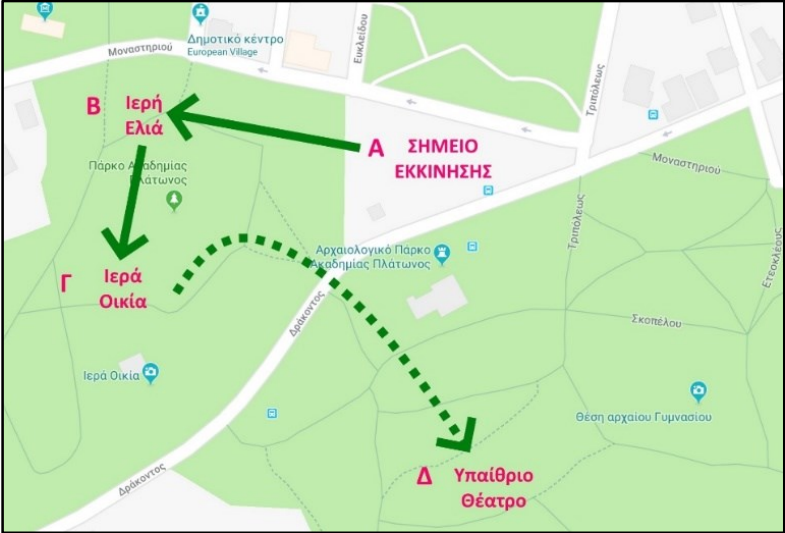 Δημοτικό κέντρο
European Village
Μοναστηρίου
Ευκλείδου
Τριπόλεως
Β
Ιερή
Ελιά
Α
ΣΗΜΕΙΟ
ΕΚΚΙΝΗΣΗΣ
Πάρκο Ακαδημίας
Πλάτωνος
Μοναστηρίου
Τριπόλεως
Ετεοκλέους
Αρχαιολογικό Πάρκο
Ακαδημίας Πλάτωνος
Γ
Ιερά
Οικία
Δράκοντος
Σκοπέλου
Ιερά Οικία
Θέση αρχαίου Γυμνασίου
Δράκοντος
Δ
Υπαίθριο
Θέατρο